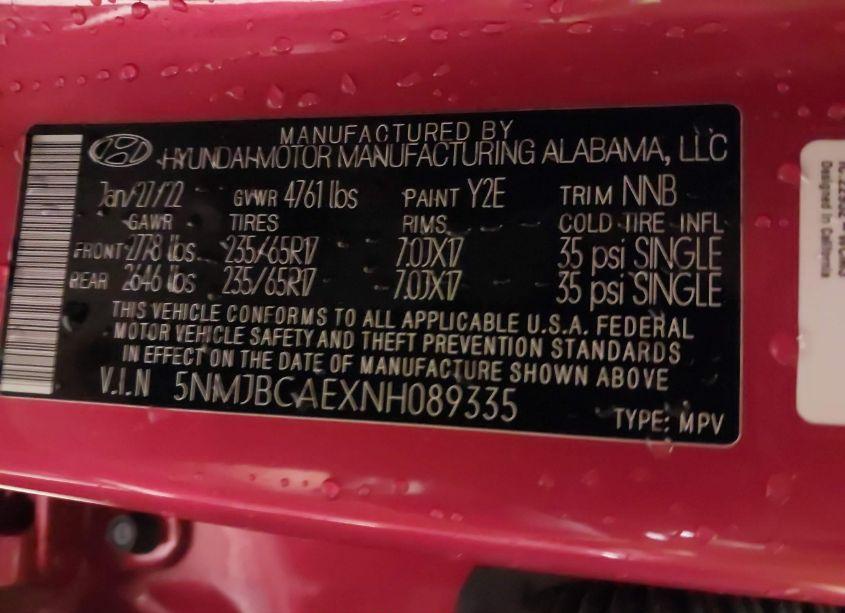 MANUFACTURED BY
HYUNDAI MOTOR MANUFACTURING ALABAMA, LLC
Jan/27/22 GVWR 4761 lbs PAINT Y2E TRIM NNB
GAWR TIRES RIMS COLD TIRE INFL
FRONT 2778 lbs 235/65R17 7.0JX17 35 psi SINGLE
REAR 2646 lbs 235/65R17 7.0JX17 35 psi SINGLE
THIS VEHICLE CONFORMS TO ALL APPLICABLE U.S.A. FEDERAL
MOTOR VEHICLE SAFETY AND THEFT PREVENTION STANDARDS
IN EFFECT ON THE DATE OF MANUFACTURE SHOWN ABOVE
V.I.N 5NMJBCAEXNH089335
TYPE: MPV
Designed in California